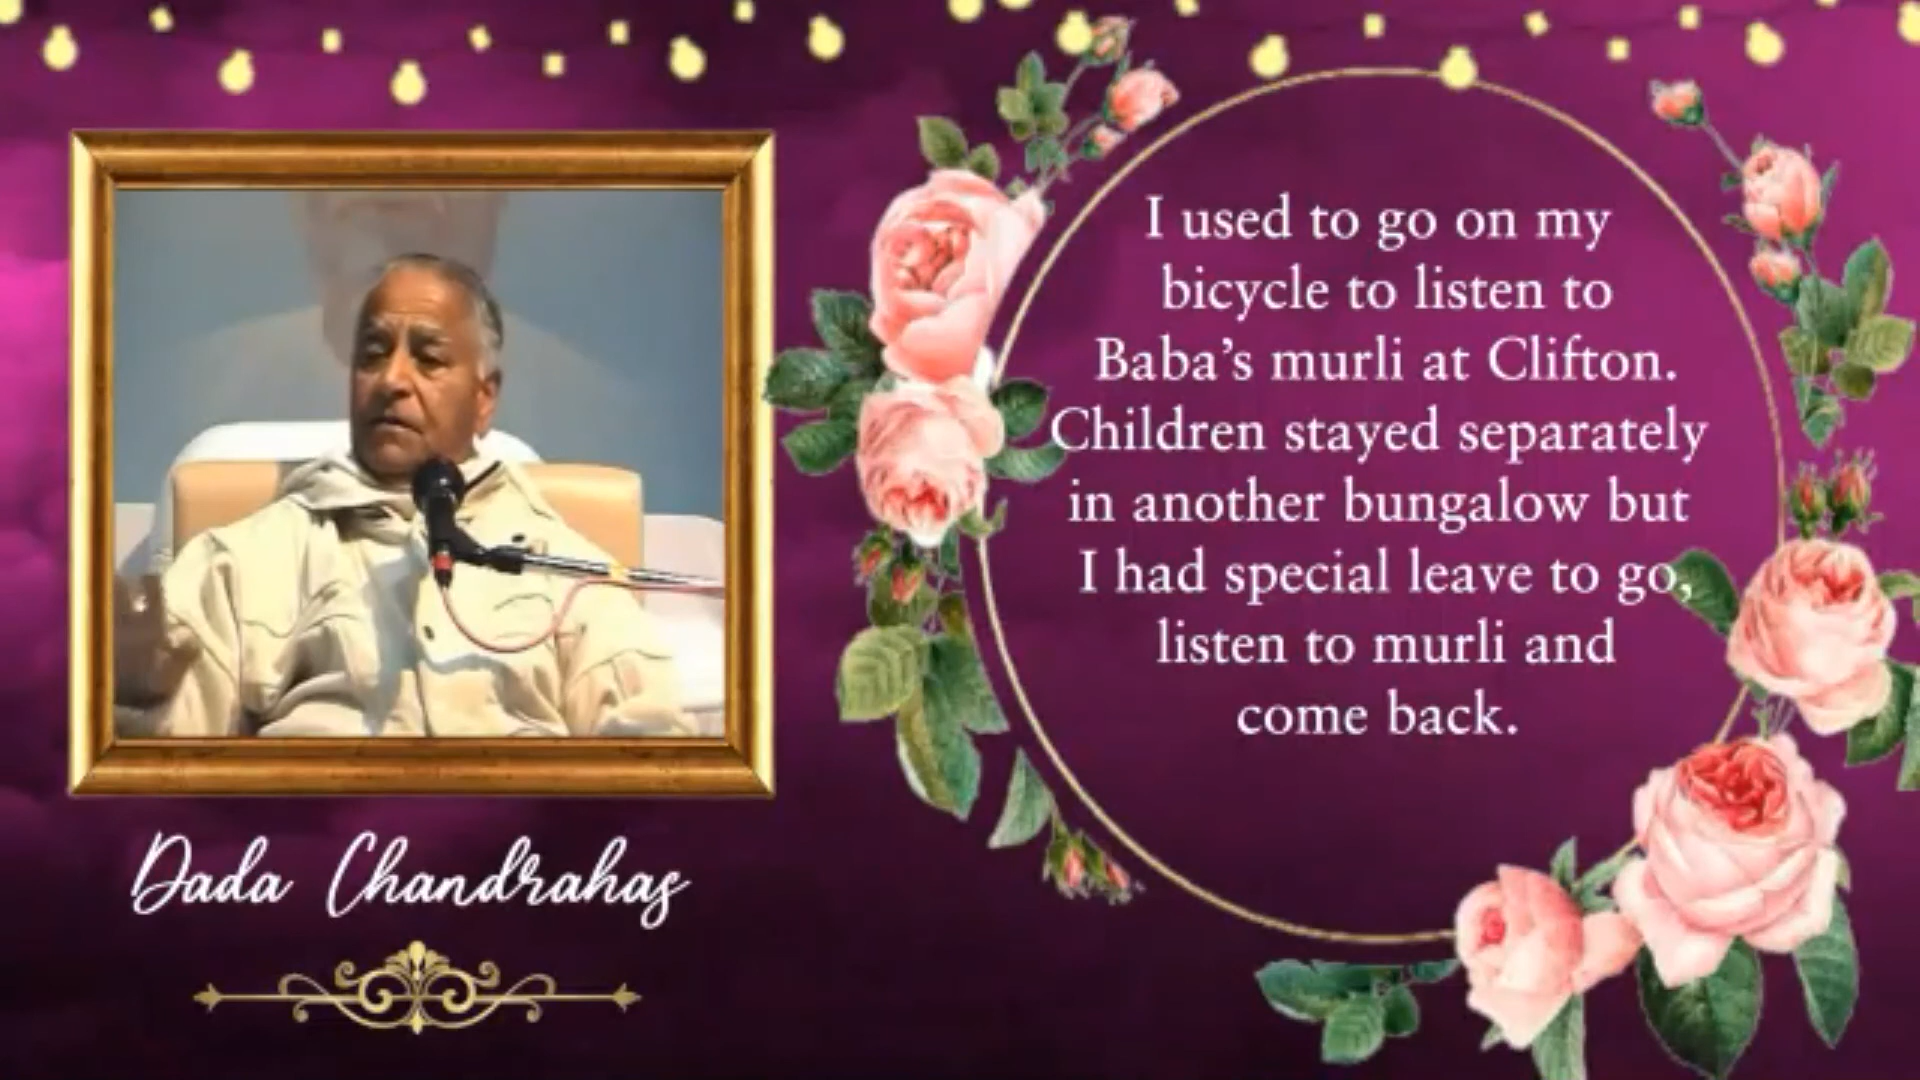 I used to go on my
bicycle to listen to
Baba’s murli at Clifton.
Children stayed separately
in another bungalow but
I had special leave to go,
listen to murli and
come back.
Dada Chandrahas